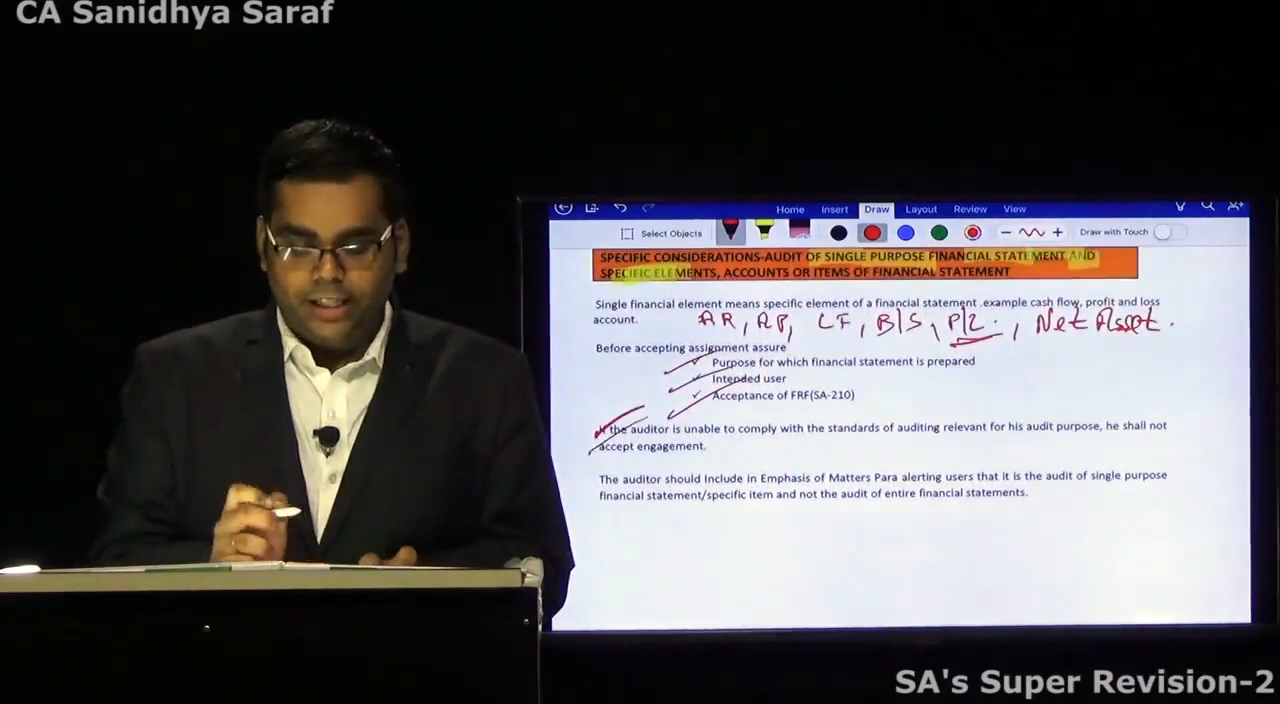 CA Sanidhya Saraf
Home Insert Draw Layout Review View
Select Objects Draw with Touch
SPECIFIC CONSIDERATIONS-AUDIT OF SINGLE PURPOSE FINANCIAL STATEMENT AND
SPECIFIC ELEMENTS, ACCOUNTS OR ITEMS OF FINANCIAL STATEMENT
Single financial element means specific element of a financial statement .example cash flow, profit and loss
account.
AR, AP, CF, B/S, P/L, Net Asset.
Before accepting assignment assure
✓ Purpose for which financial statement is prepared
✓ Intended user
✓ Acceptance of FRF(SA-210)
If the auditor is unable to comply with the standards of auditing relevant for his audit purpose, he shall not
accept engagement.
The auditor should Include in Emphasis of Matters Para alerting users that it is the audit of single purpose
financial statement/specific item and not the audit of entire financial statements.
SA's Super Revision-2